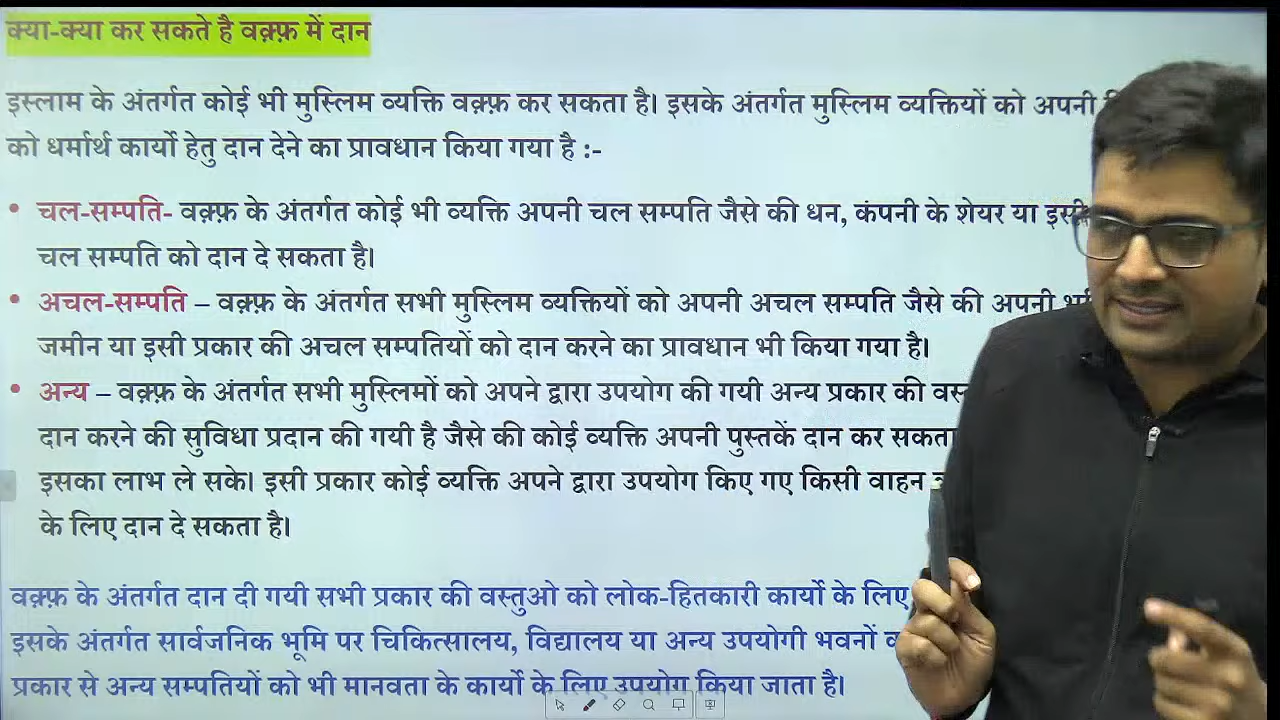 क्या-क्या कर सकते है वक़्फ़ में दान
इस्लाम के अंतर्गत कोई भी मुस्लिम व्यक्ति वक़्फ़ कर सकता है। इसके अंतर्गत मुस्लिम व्यक्तियों को अपनी
को धर्मार्थ कार्यो हेतु दान देने का प्रावधान किया गया है :-
चल-सम्पति- वक़्फ़ के अंतर्गत कोई भी व्यक्ति अपनी चल सम्पति जैसे की धन, कंपनी के शेयर या इसी
चल सम्पति को दान दे सकता है।
अचल-सम्पति – वक़्फ़ के अंतर्गत सभी मुस्लिम व्यक्तियों को अपनी अचल सम्पति जैसे की अपनी
जमीन या इसी प्रकार की अचल सम्पतियों को दान करने का प्रावधान भी किया गया है।
अन्य – वक़्फ़ के अंतर्गत सभी मुस्लिमों को अपने द्वारा उपयोग की गयी अन्य प्रकार की
दान करने की सुविधा प्रदान की गयी है जैसे की कोई व्यक्ति अपनी पुस्तकें दान कर सकता
इसका लाभ ले सके। इसी प्रकार कोई व्यक्ति अपने द्वारा उपयोग किए गए किसी वाहन
के लिए दान दे सकता है।
वक़्फ़ के अंतर्गत दान दी गयी सभी प्रकार की वस्तुओ को लोक-हितकारी कार्यो के लिए
इसके अंतर्गत सार्वजनिक भूमि पर चिकित्सालय, विद्यालय या अन्य उपयोगी भवनों
प्रकार से अन्य सम्पतियों को भी मानवता के कार्यो के लिए उपयोग किया जाता है।